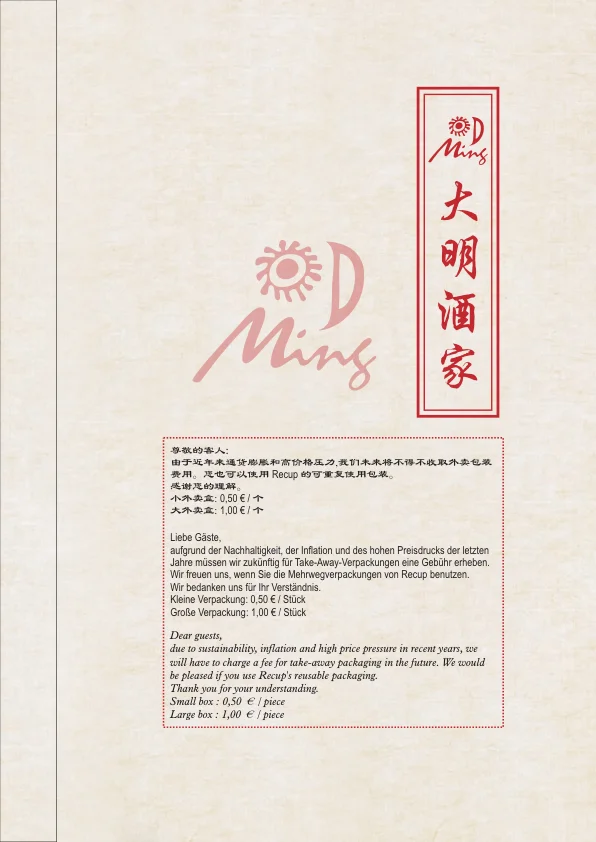 Ming
大明酒家
Ming
尊敬的客人:
由于近年来通货膨胀和高价格压力,我们未来将不得不收取外卖包装
费用。您也可以使用 Recup 的可重复使用包装。
感谢您的理解。
小外卖盒: 0,50 € / 个
大外卖盒: 1,00 € / 个
Liebe Gäste,
aufgrund der Nachhaltigkeit, der Inflation und des hohen Preisdrucks der letzten
Jahre müssen wir zukünftig für Take-Away-Verpackungen eine Gebühr erheben.
Wir freuen uns, wenn Sie die Mehrwegverpackungen von Recup benutzen.
Wir bedanken uns für Ihr Verständnis.
Kleine Verpackung: 0,50 € / Stück
Große Verpackung: 1,00 € / Stück
Dear guests,
due to sustainability, inflation and high price pressure in recent years, we
will have to charge a fee for take-away packaging in the future. We would
be pleased if you use Recup's reusable packaging.
Thank you for your understanding.
Small box : 0,50 € / piece
Large box : 1,00 € / piece